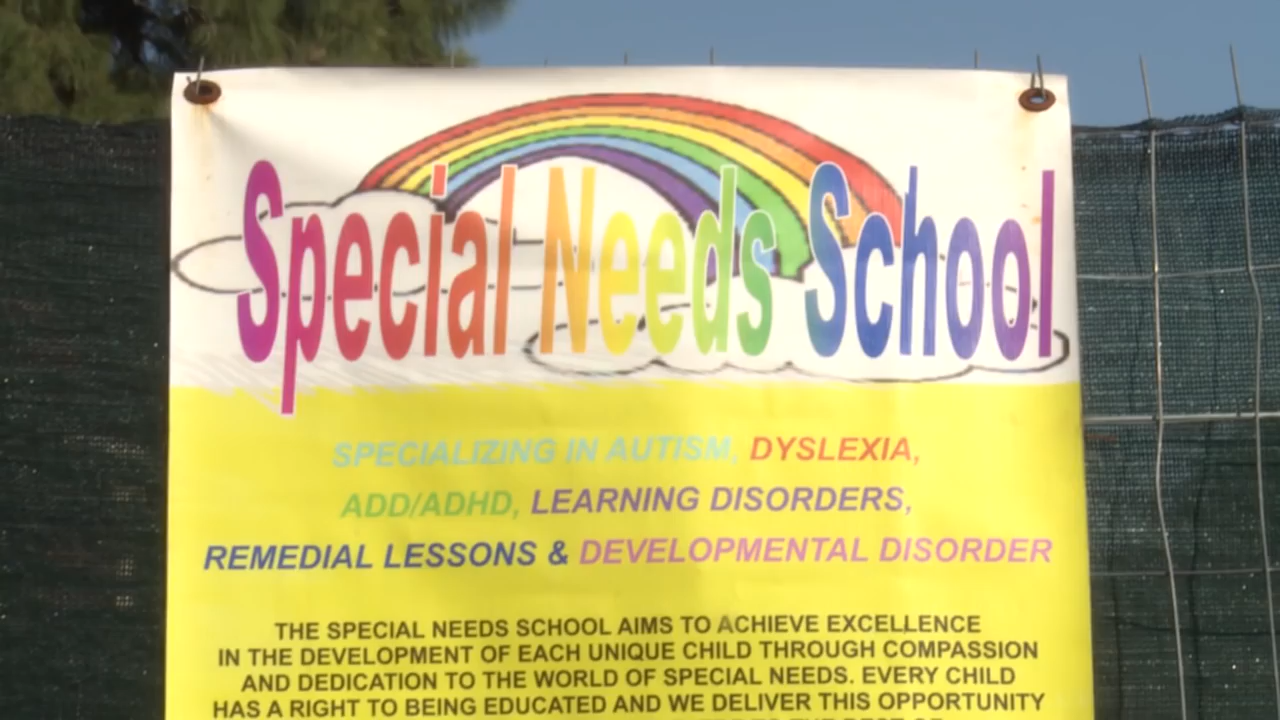 Special Needs School
SPECIALIZING IN AUTISM, DYSLEXIA,
ADD/ADHD, LEARNING DISORDERS,
REMEDIAL LESSONS & DEVELOPMENTAL DISORDER
THE SPECIAL NEEDS SCHOOL AIMS TO ACHIEVE EXCELLENCE
IN THE DEVELOPMENT OF EACH UNIQUE CHILD THROUGH COMPASSION
AND DEDICATION TO THE WORLD OF SPECIAL NEEDS. EVERY CHILD
HAS A RIGHT TO BEING EDUCATED AND WE DELIVER THIS OPPORTUNITY